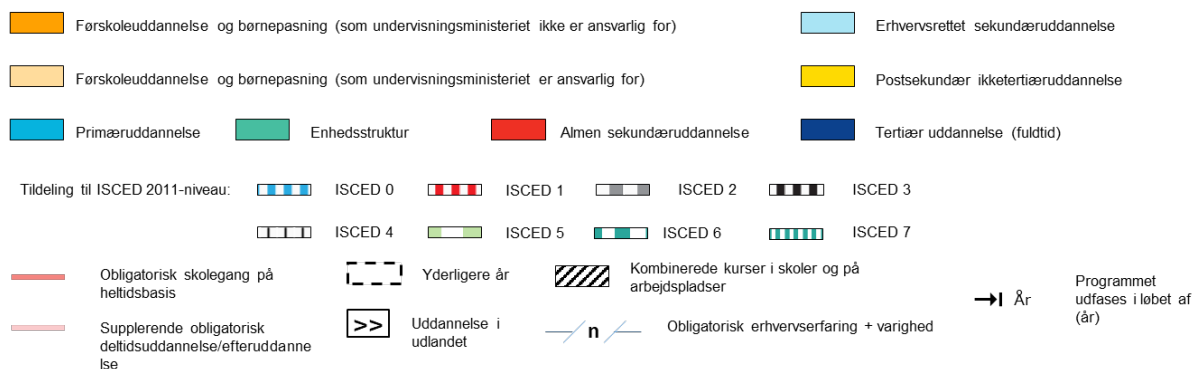 Førskoleuddannelse og børnepasning (som undervisningsministeriet ikke er ansvarlig for)
Erhvervsrettet sekundæruddannelse
Førskoleuddannelse og børnepasning (som undervisningsministeriet er ansvarlig for)
Postsekundær ikketertiæruddannelse
Primæruddannelse
Enhedsstruktur
Almen sekundæruddannelse
Tertiær uddannelse (fuldtid)
Tildeling til ISCED 2011-niveau:
ISCED 0
ISCED 1
ISCED 2
ISCED 3
ISCED 4
ISCED 5
ISCED 6
ISCED 7
Obligatorisk skolegang på
heltidsbasis
Yderligere år
Kombinerede kurser i skoler og på
arbejdspladser
År
Programmet
udfases i løbet af
(år)
Supplerende obligatorisk
deltidsuddannelse/efteruddanne
lse
>>
Uddannelse i
udlandet
n
Obligatorisk erhvervserfaring + varighed